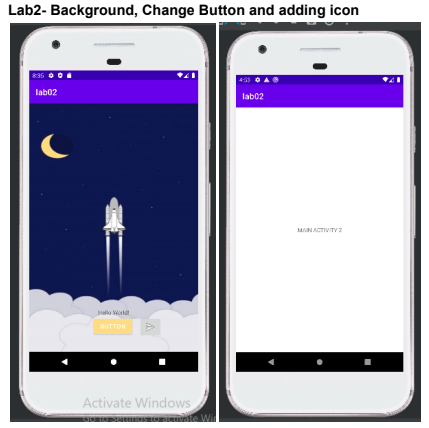 Lab2- Background, Change Button and adding icon
8:35
lab02
Hello World!
BUTTON
Activate Windows
Go to Settings to activate Win
4:53
lab02
MAIN ACTIVITY 2